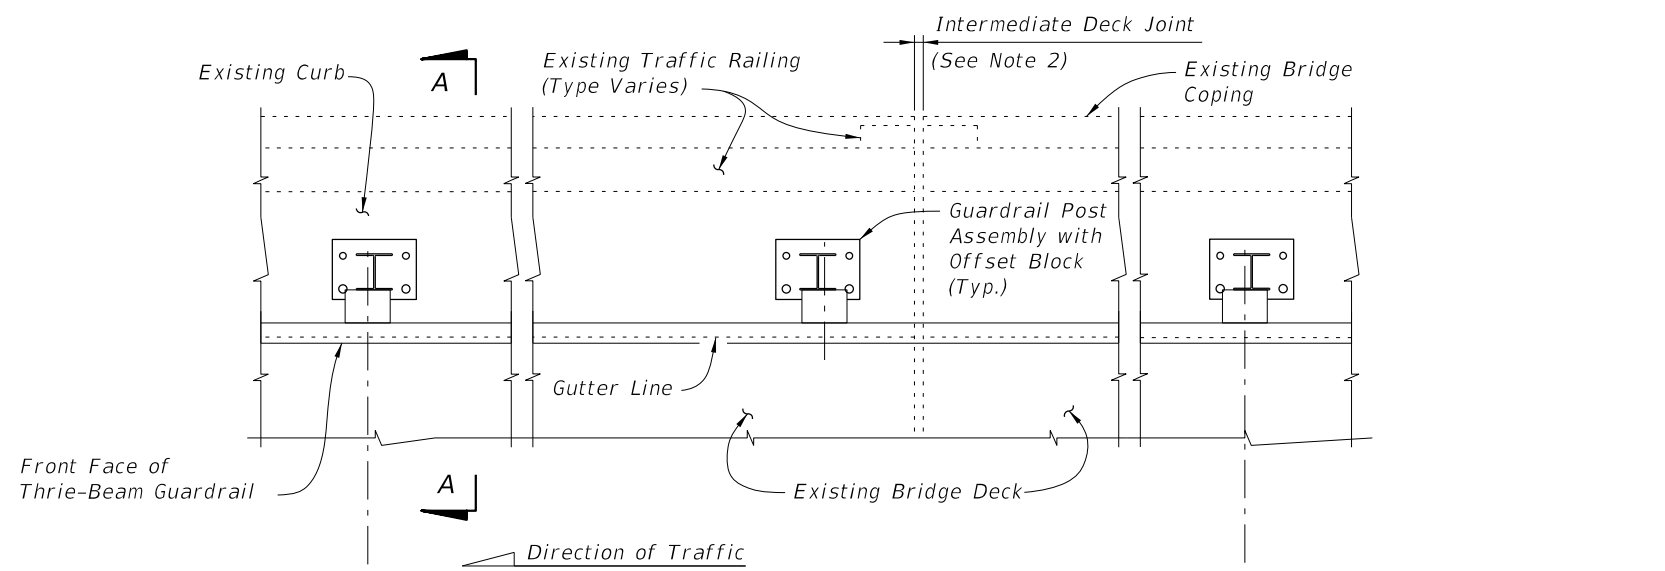 Intermediate Deck Joint
(See Note 2)
Existing Curb
A
Existing Traffic Railing
(Type Varies)
Existing Bridge
Coping
Guardrail Post
Assembly with
Offset Block
(Typ.)
Gutter Line
Front Face of
Thrie-Beam Guardrail
A
Existing Bridge Deck
Direction of Traffic